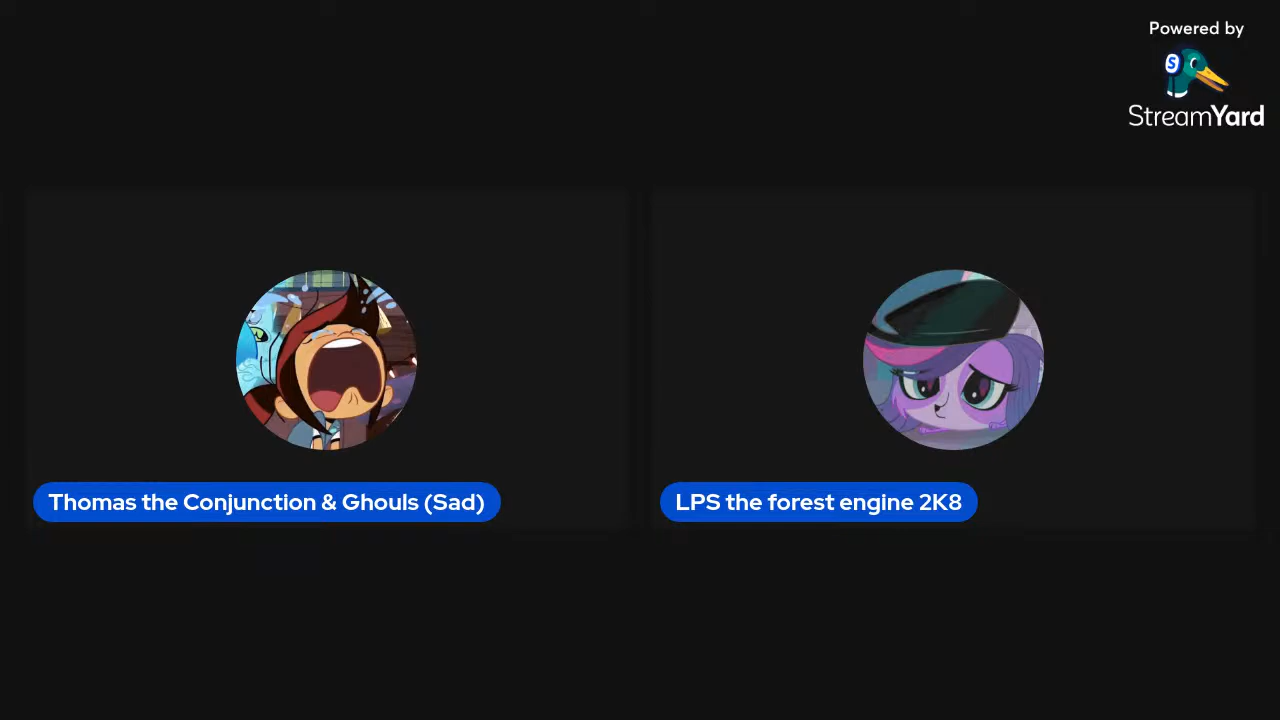 Powered by
S
StreamYard
Thomas the Conjunction & Ghouls (Sad)
LPS the forest engine 2K8